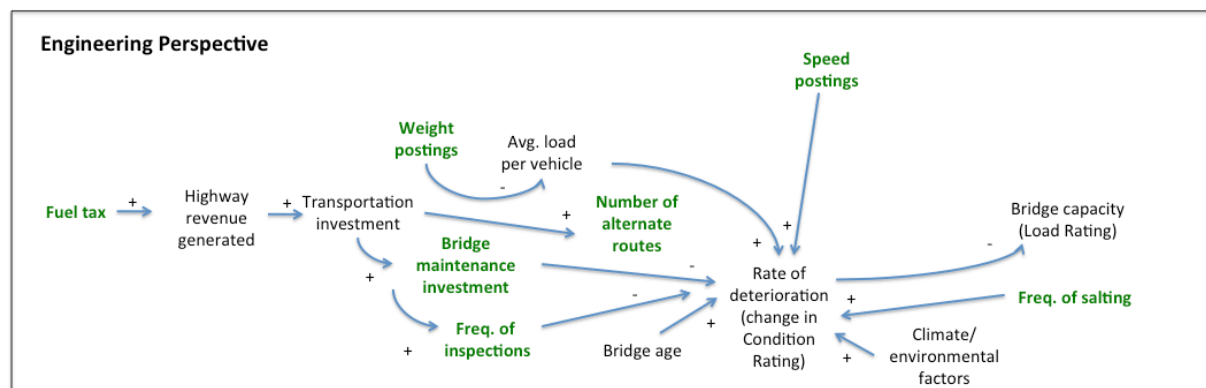 Engineering Perspective
Speed
postings
Weight
postings
Avg. load
per vehicle
-
Fuel tax
+
Highway
revenue
generated
+
Transportation
investment
+
Number of
alternate
routes
+
Bridge
maintenance
investment
-
+
Freq. of
inspections
-
Bridge age
+
+
+
Rate of
deterioration
(change in
Condition
Rating)
-
Bridge capacity
(Load Rating)
+
Freq. of salting
+
Climate/
environmental
factors